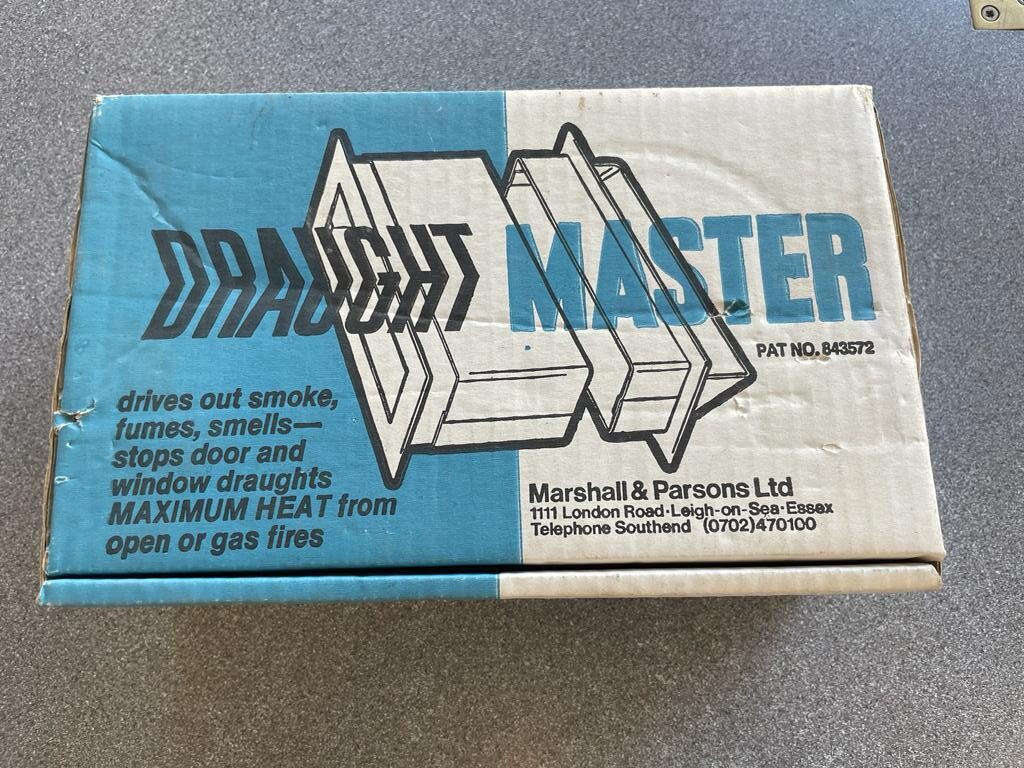 DRAUGHT MASTER
PAT NO. 843572
drives out smoke,
fumes, smells—
stops door and
window draughts
MAXIMUM HEAT from
open or gas fires
Marshall & Parsons Ltd
1111 London Road·Leigh-on-Sea·Essex
Telephone Southend (0702)470100